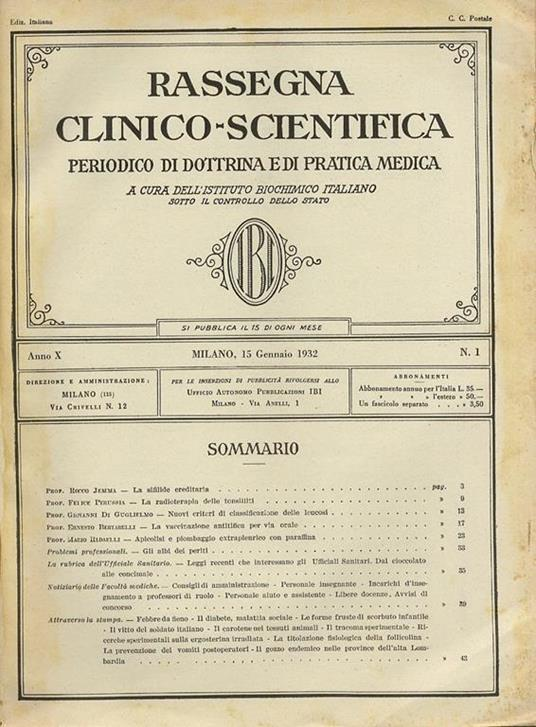 Ediz. Italiana
C. C. Postale
RASSEGNA
CLINICO-SCIENTIFICA
PERIODICO DI DOTTRINA E DI PRATICA MEDICA
A CURA DELL'ISTITUTO BIOCHIMICO ITALIANO
SOTTO IL CONTROLLO DELLO STATO
IBI
SI PUBBLICA IL 15 DI OGNI MESE
Anno X
MILANO, 15 Gennaio 1932
N. 1
DIREZIONE E AMMINISTRAZIONE:
MILANO (113)
VIA CRIVELLI N. 12
PER LE INSERZIONI DI PUBBLICITÀ RIVOLGERSI ALLO
UFFICIO AUTONOMO PUBBLICAZIONI IBI
MILANO - VIA ANELLI, 1
ABBONAMENTI
Abbonamento annuo per l'Italia L. 35.—
» » l'estero » 50.—
Un fascicolo separato . . . » 3,50
SOMMARIO
PROF. ROCCO JEMMA — La sifilide ereditaria . . . pag. 3
PROF. FELICE PERUSSIA — La radioterapia delle tonsilliti . . . » 9
PROF. GIOVANNI DI GUGLIELMO — Nuovi criteri di classificazione delle leucosi . . . » 13
PROF. ERNESTO BERTARELLI — La vaccinazione antitifica per via orale . . . » 17
PROF. MARIO RIDAELLI — Apicolisi e piombaggio extrapleurico con paraffina . . . » 23
Problemi professionali. — Gli albi dei periti . . . » 33
La rubrica dell'Ufficiale Sanitario. — Leggi recenti che interessano gli Ufficiali Sanitari. Dal cioccolato
alle concimaie . . . » 35
Notiziario delle Facoltà mediche. — Consigli di amministrazione - Personale insegnante - Incarichi d'inse-
gnamento a professori di ruolo - Personale aiuto e assistente - Libere docenze, Avvisi di
concorso . . . » 39
Attraverso la stampa. — Febbre da fieno - Il diabete, malattia sociale - Le forme fruste di scorbuto infantile
- Il vitto del soldato italiano - Il carotene nei tessuti animali - Il tracoma sperimentale - Ri-
cerche sperimentali sulla ergosterina irradiata - La titolazione fisiologica della follicolina -
La prevenzione dei vomiti postoperatori - Il gozzo endemico nelle province dell'alta Lom-
bardia . . . » 43